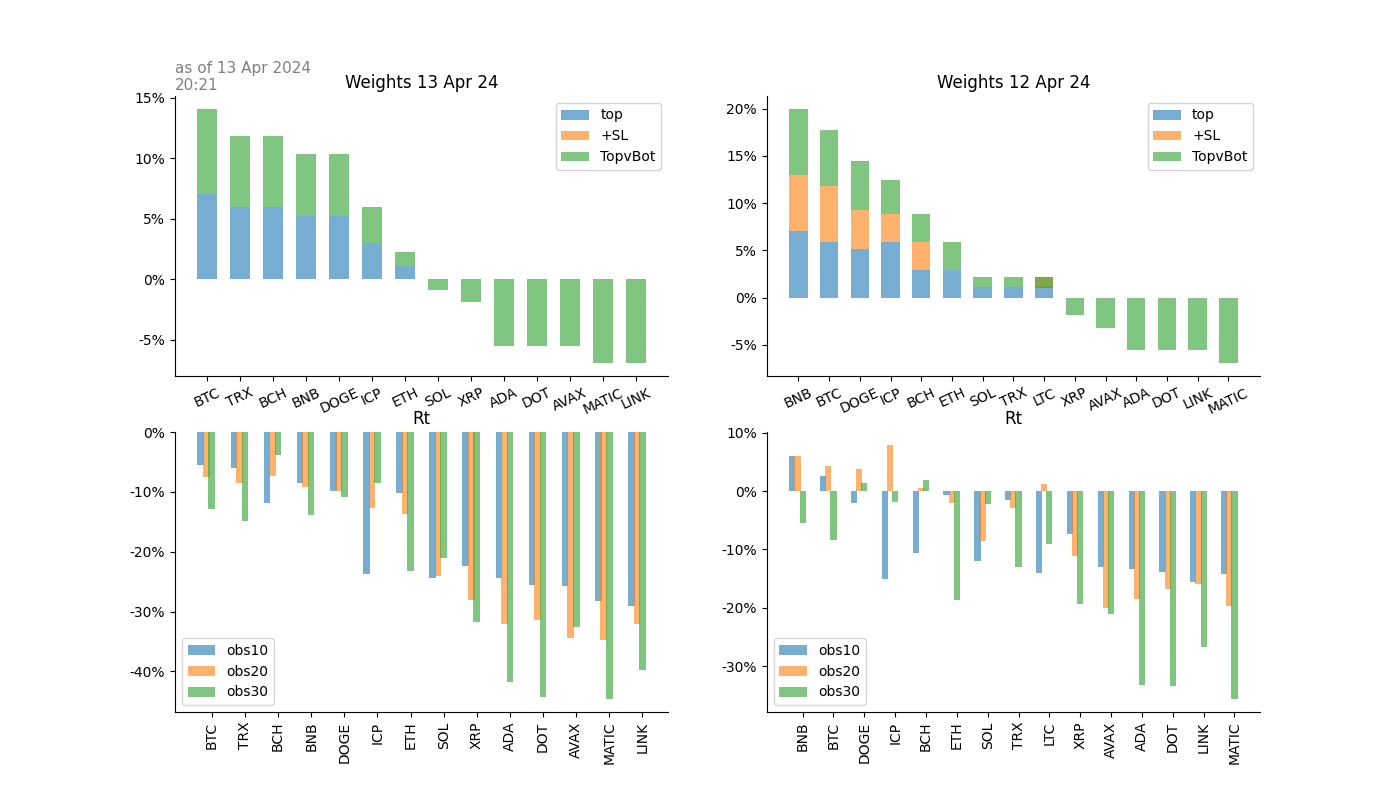 as of 13 Apr 2024
20:21
Weights 13 Apr 24
15%
10%
5%
0%
-5%
top
+SL
TopvBot
BTC TRX BCH BNB DOGE ICP ETH SOL XRP ADA DOT AVAX MATIC LINK
Weights 12 Apr 24
20%
15%
10%
5%
0%
-5%
top
+SL
TopvBot
BNB BTC DOGE ICP BCH ETH SOL TRX LTC XRP AVAX ADA DOT LINK MATIC
Rt
0%
-10%
-20%
-30%
-40%
obs10
obs20
obs30
BTC TRX BCH BNB DOGE ICP ETH SOL XRP ADA DOT AVAX MATIC LINK
Rt
10%
0%
-10%
-20%
-30%
obs10
obs20
obs30
BNB BTC DOGE ICP BCH ETH SOL TRX LTC XRP AVAX ADA DOT LINK MATIC